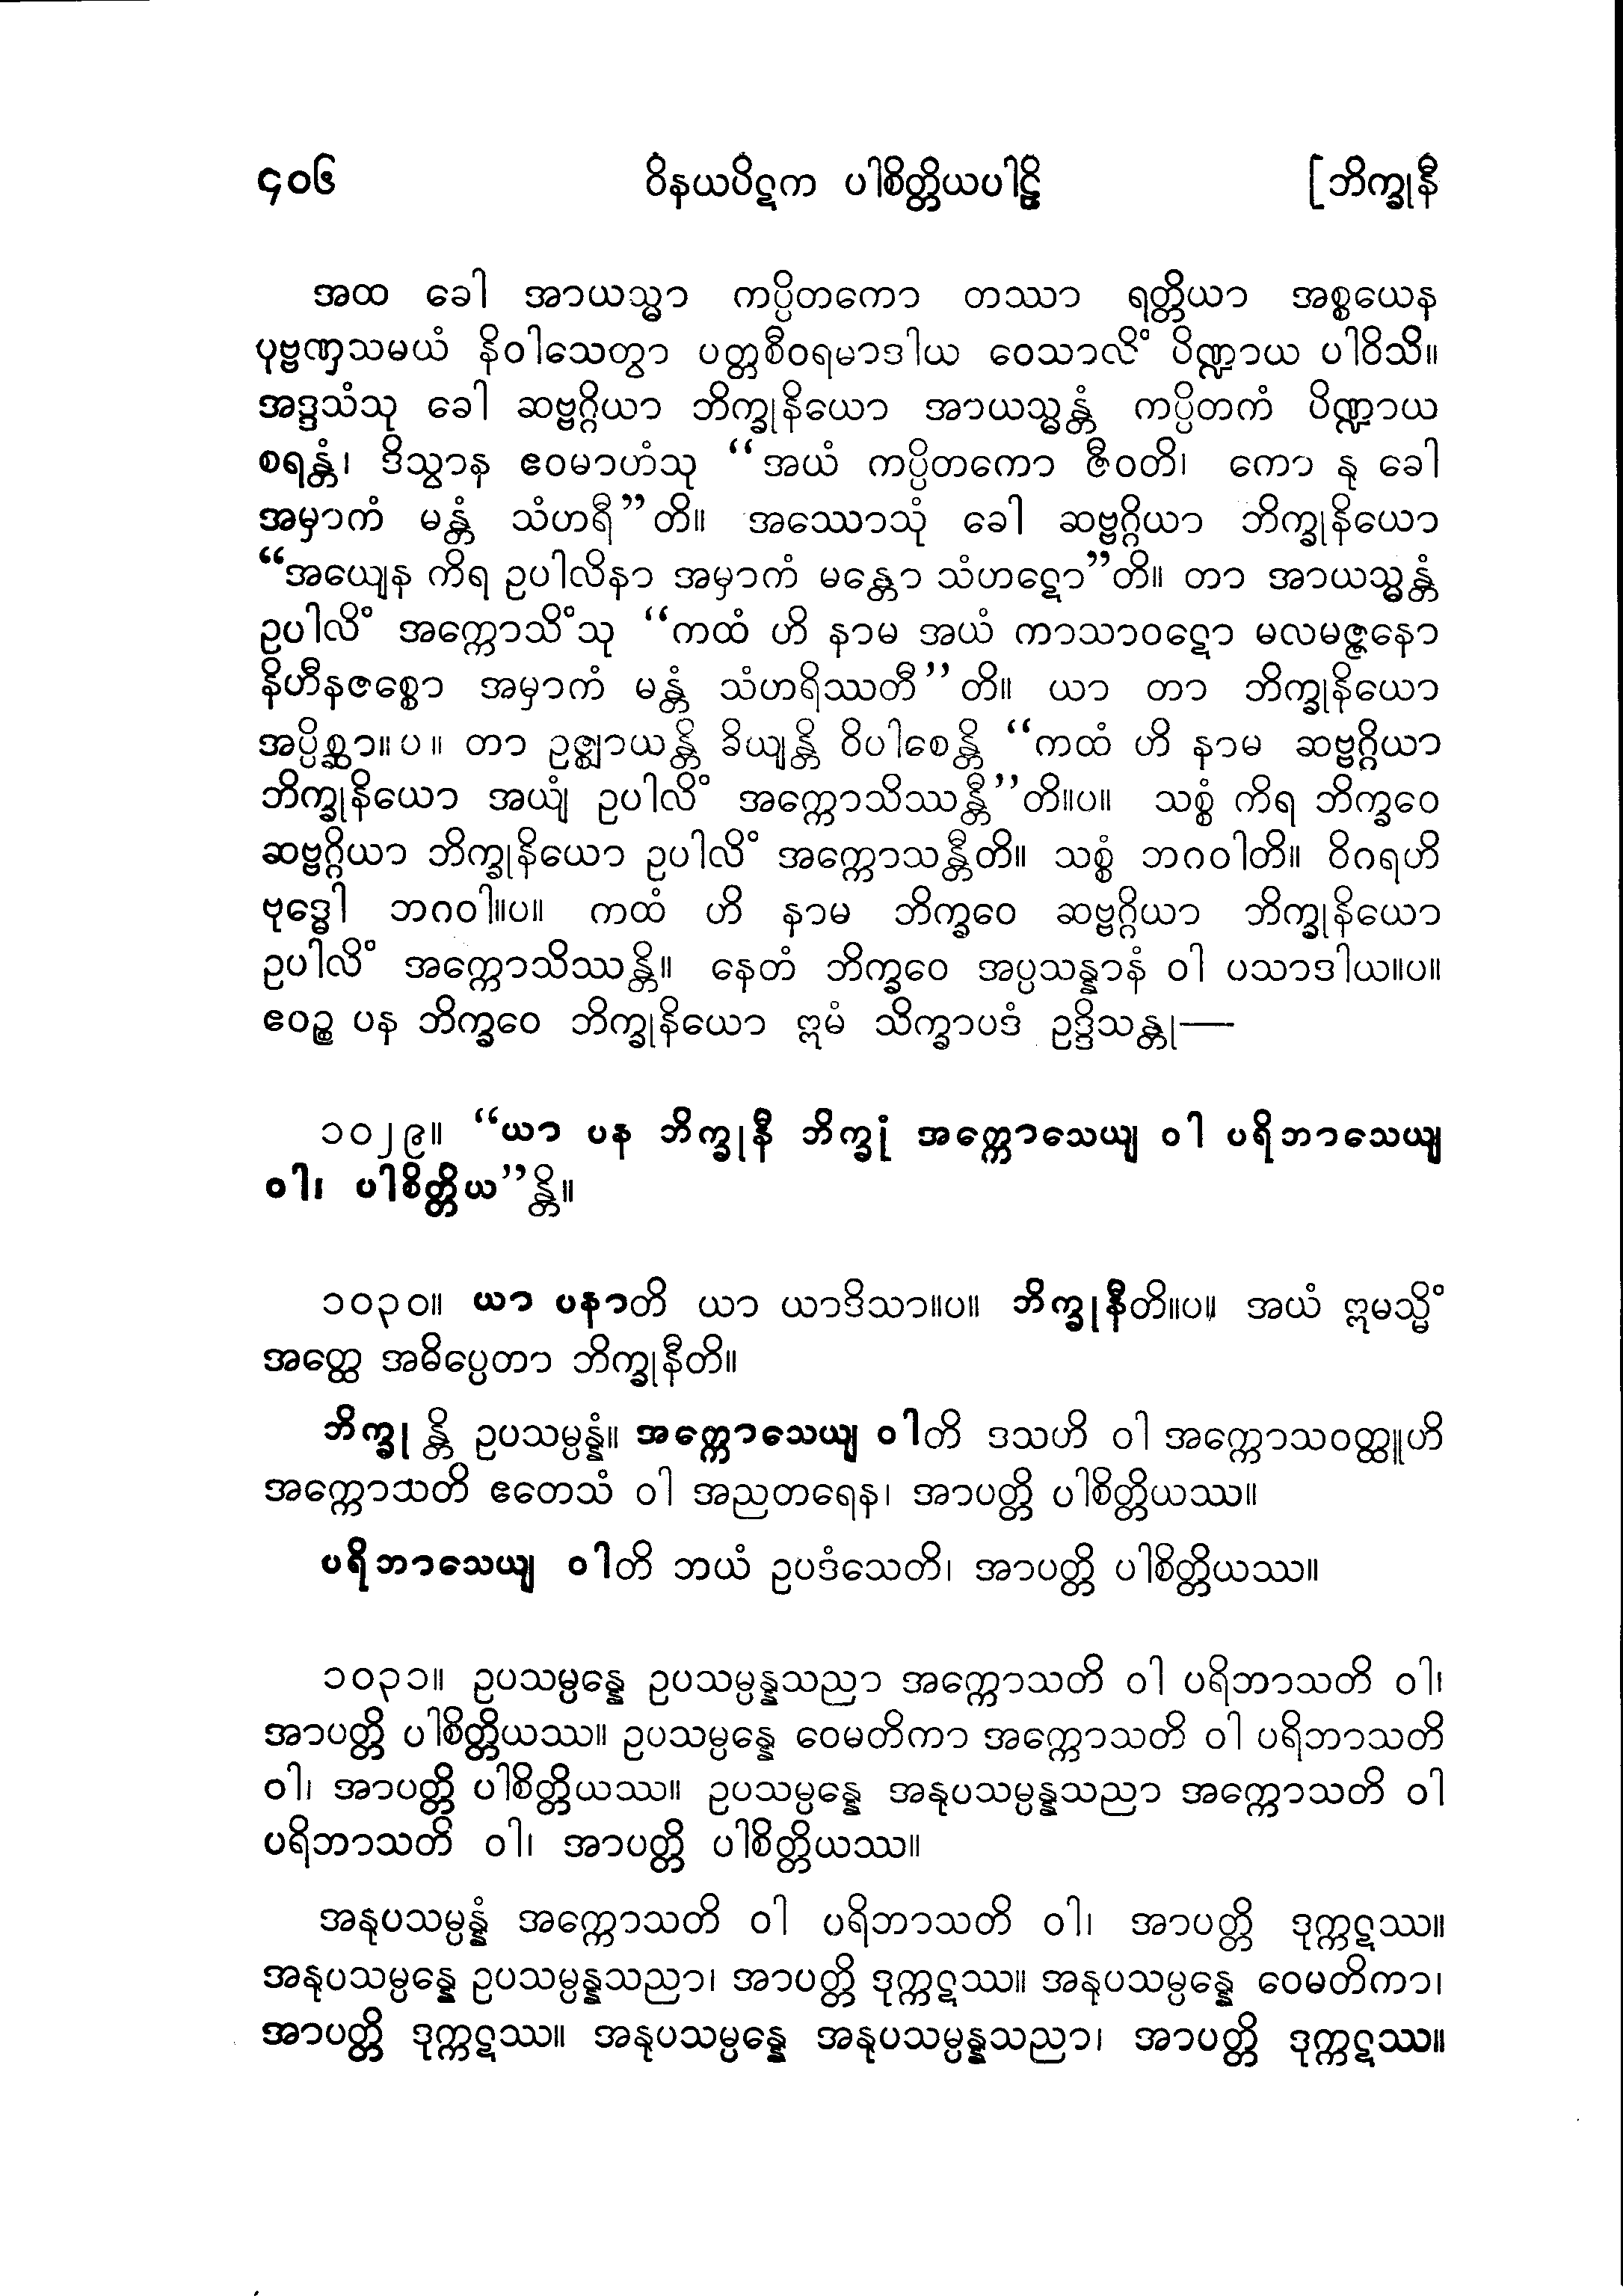 ၄၀၆ ဝိနယပိဋက ပါစိတ္တိယပါဠိ [ဘိက္ခုနီ
အထ ခေါ အာယသ္မာ ကပ္ပိတကော တဿာ ရတ္တိယာ အစ္စယေန
ပုဗ္ဗဏှသမယံ နိဝါသေတွာ ပတ္တစီဝရမာဒါယ ဝေသာလိံ ပိဏ္ဍာယ ပါဝိသိ။
အဒ္ဒသံသု ခေါ ဆဗ္ဗဂ္ဂိယာ ဘိက္ခုနိယော အာယသ္မန္တံ ကပ္ပိတကံ ပိဏ္ဍာယ
စရန္တံ၊ ဒိသွာန ဧဝမာဟံသု “အယံ ကပ္ပိတကော ဇီဝတိ၊ ကော နု ခေါ
အမှာကံ မန္တံ သံဟရီ”တိ။ အဿောသုံ ခေါ ဆဗ္ဗဂ္ဂိယာ ဘိက္ခုနိယော
“အယျေန ကိရ ဥပါလိနာ အမှာကံ မန္တော သံဟဋော”တိ။ တာ အာယသ္မန္တံ
ဥပါလိံ အက္ကောသိံသု “ကထံ ဟိ နာမ အယံ ကာသာဝဋော မလမဇ္ဇနော
နိဟီနဇစ္စော အမှာကံ မန္တံ သံဟရိဿတီ”တိ။ ယာ တာ ဘိက္ခုနိယော
အပ္ပိစ္ဆာ။ပ။ တာ ဥဇ္ဈာယန္တိ ခိယျန္တိ ဝိပါစေန္တိ “ကထံ ဟိ နာမ ဆဗ္ဗဂ္ဂိယာ
ဘိက္ခုနိယော အယျံ ဥပါလိံ အက္ကောသိဿန္တီ”တိ။ပ။ သစ္စံ ကိရ ဘိက္ခဝေ
ဆဗ္ဗဂ္ဂိယာ ဘိက္ခုနိယော ဥပါလိံ အက္ကောသန္တီတိ။ သစ္စံ ဘဂဝါတိ။ ဝိဂရဟိ
ဗုဒ္ဓေါ ဘဂဝါ။ပ။ ကထံ ဟိ နာမ ဘိက္ခဝေ ဆဗ္ဗဂ္ဂိယာ ဘိက္ခုနိယော
ဥပါလိံ အက္ကောသိဿန္တိ။ နေတံ ဘိက္ခဝေ အပ္ပသန္နာနံ ဝါ ပသာဒါယ။ပ။
ဧဝဉ္စ ပန ဘိက္ခဝေ ဘိက္ခုနိယော ဣမံ သိက္ခာပဒံ ဥဒ္ဒိသန္တု—
၁၀၂၉။ “ယာ ပန ဘိက္ခုနီ ဘိက္ခုံ အက္ကောသေယျ ဝါ ပရိဘာသေယျ
ဝါ၊ ပါစိတ္တိယ”န္တိ။
၁၀၃၀။ ယာ ပနာတိ ယာ ယာဒိသာ။ပ။ ဘိက္ခုနီတိ။ပ။ အယံ ဣမသ္မိံ
အတ္ထေ အဓိပ္ပေတာ ဘိက္ခုနီတိ။
ဘိက္ခု န္တိ ဥပသမ္ပန္နံ။ အက္ကောသေယျ ဝါတိ ဒသဟိ ဝါ အက္ကောသဝတ္ထူဟိ
အက္ကောသတိ ဧတေသံ ဝါ အညတရေန၊ အာပတ္တိ ပါစိတ္တိယဿ။
ပရိဘာသေယျ ဝါတိ ဘယံ ဥပဒံသေတိ၊ အာပတ္တိ ပါစိတ္တိယဿ။
၁၀၃၁။ ဥပသမ္ပန္နေ ဥပသမ္ပန္နသညာ အက္ကောသတိ ဝါ ပရိဘာသတိ ဝါ၊
အာပတ္တိ ပါစိတ္တိယဿ။ ဥပသမ္ပန္နေ ဝေမတိကာ အက္ကောသတိ ဝါ ပရိဘာသတိ
ဝါ၊ အာပတ္တိ ပါစိတ္တိယဿ။ ဥပသမ္ပန္နေ အနုပသမ္ပန္နသညာ အက္ကောသတိ ဝါ
ပရိဘာသတိ ဝါ၊ အာပတ္တိ ပါစိတ္တိယဿ။
အနုပသမ္ပန္နံ အက္ကောသတိ ဝါ ပရိဘာသတိ ဝါ၊ အာပတ္တိ ဒုက္ကဋဿ။
အနုပသမ္ပန္နေ ဥပသမ္ပန္နသညာ၊ အာပတ္တိ ဒုက္ကဋဿ။ အနုပသမ္ပန္နေ ဝေမတိကာ၊
အာပတ္တိ ဒုက္ကဋဿ။ အနုပသမ္ပန္နေ အနုပသမ္ပန္နသညာ၊ အာပတ္တိ ဒုက္ကဋဿ။